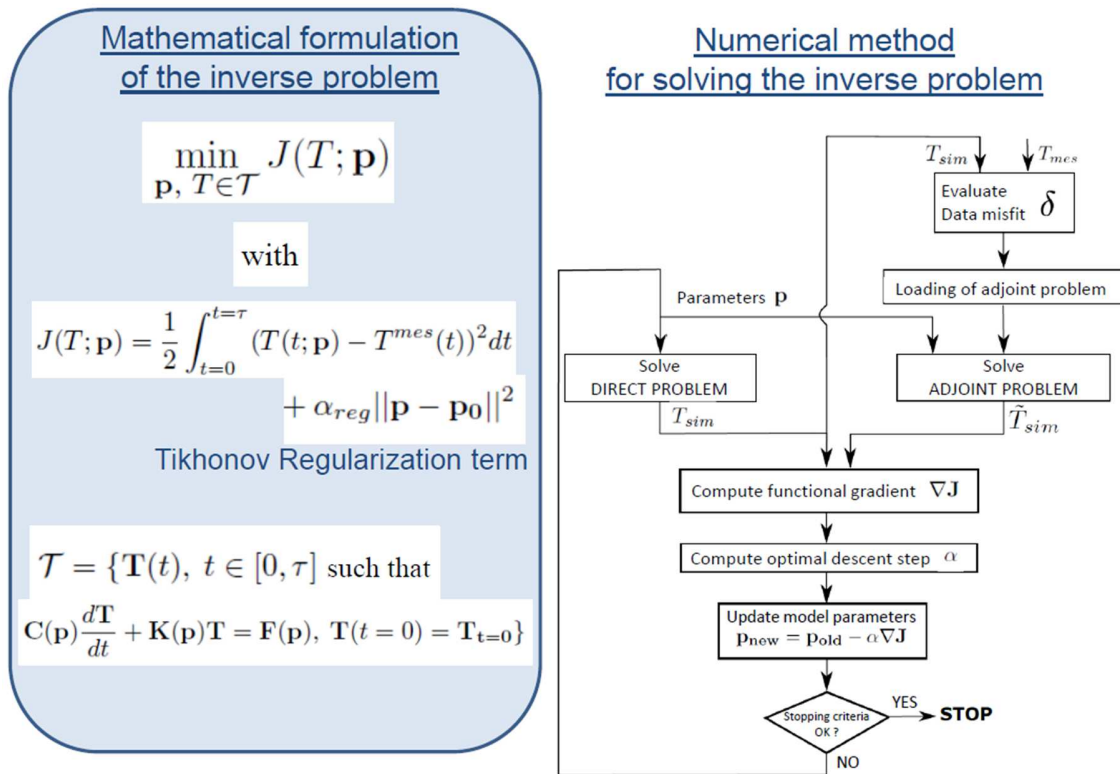 Mathematical formulation
of the inverse problem
min J(T; p)
p, T∈𝒯
with
J(T; p) = 1/2 ∫_{t=0}^{t=τ} (T(t; p) − T^{mes}(t))² dt
+ α_{reg}||p − p₀||²
Tikhonov Regularization term
𝒯 = {T(t), t ∈ [0, τ] such that
C(p) dT/dt + K(p)T = F(p), T(t = 0) = T_{t=0}}
Numerical method
for solving the inverse problem
T_{sim}
T_{mes}
Evaluate
Data misfit δ
Loading of adjoint problem
Parameters p
Solve
DIRECT PROBLEM
Solve
ADJOINT PROBLEM
T_{sim}
T̃_{sim}
Compute functional gradient ∇J
Compute optimal descent step α
Update model parameters
p_{new} = p_{old} − α∇J
Stopping criteria
OK ?
YES
STOP
NO